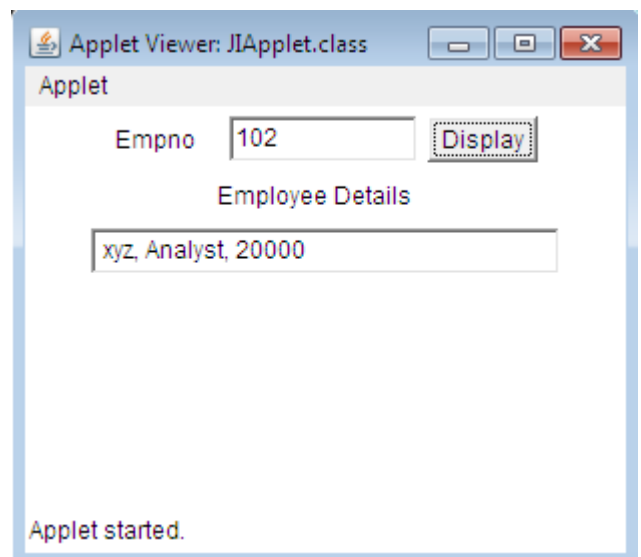 Applet Viewer: JIApplet.class
Applet
Empno 102 Display
Employee Details
xyz, Analyst, 20000
Applet started.